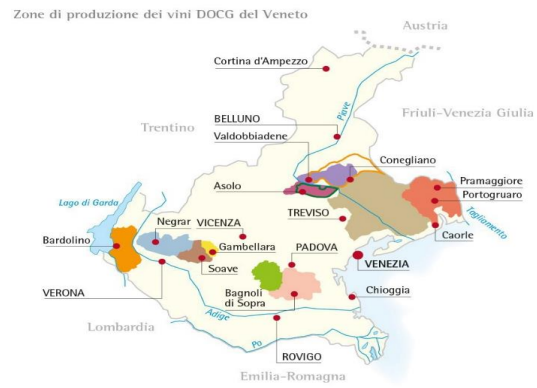 Zone di produzione dei vini DOCG del Veneto
Austria
Cortina d'Ampezzo
Piave
BELLUNO
Friuli-Venezia Giulia
Trentino
Valdobbiadene
Conegliano
Asolo
Pramaggiore
Portogruaro
Lago di Garda
Tagliamento
TREVISO
Negrar
VICENZA
Caorle
Bardolino
Gambellara
PADOVA
VENEZIA
Soave
VERONA
Bagnoli
di Sopra
Chioggia
Adige
Lombardia
Po
ROVIGO
Emilia-Romagna